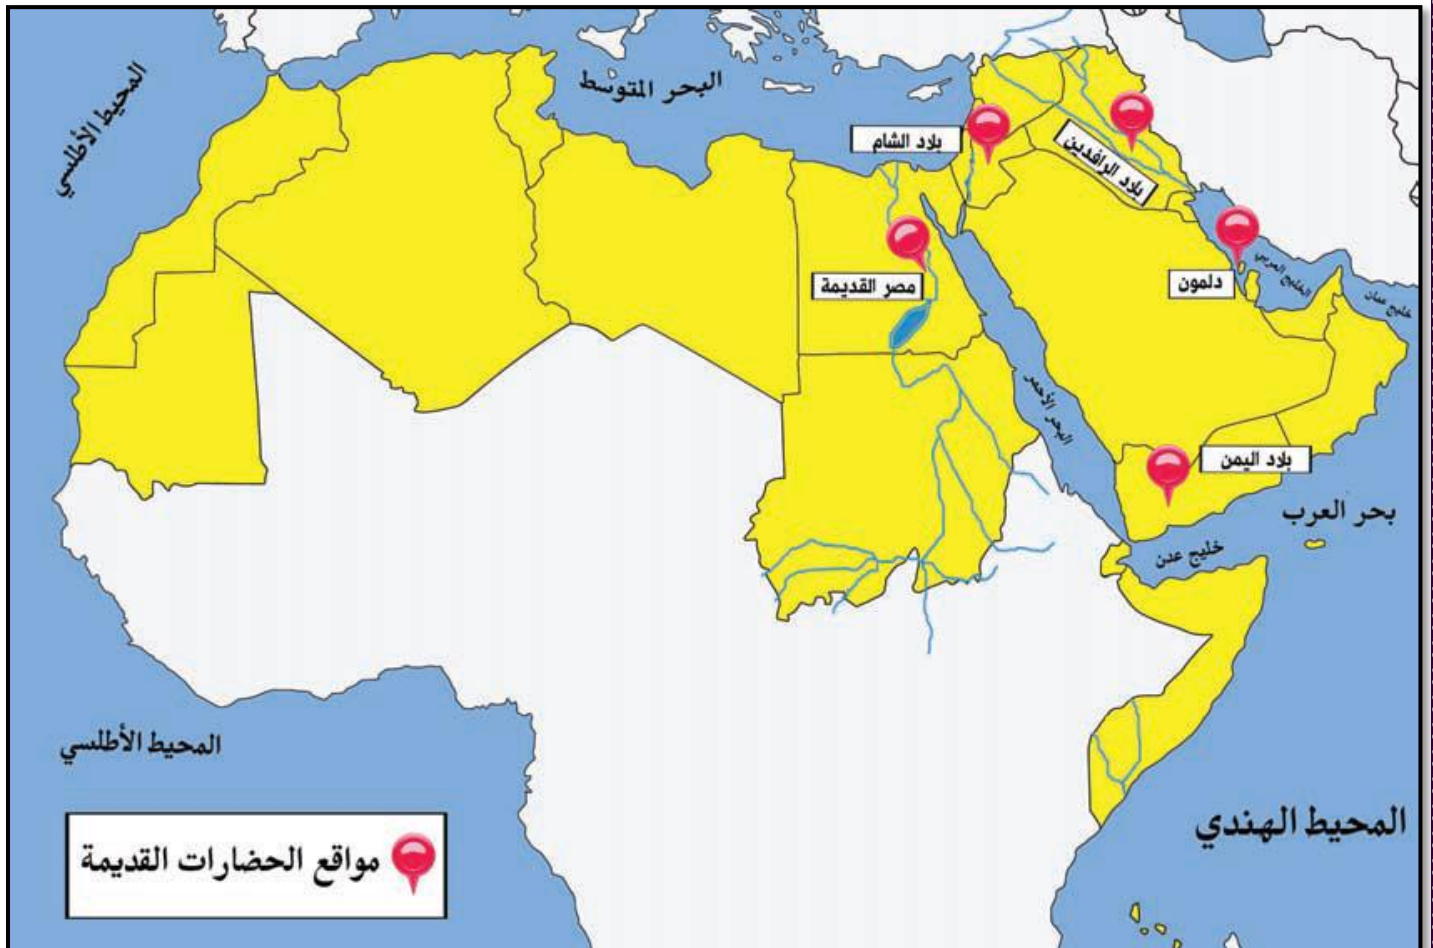 المحيط الأطلسي
البحر المتوسط
بلاد الشام
بلاد الرافدين
مصر القديمة
دلمون
الخليج العربي
خليج عمان
البحر الأحمر
بلاد اليمن
بحر العرب
خليج عدن
المحيط الأطلسي
المحيط الهندي
مواقع الحضارات القديمة